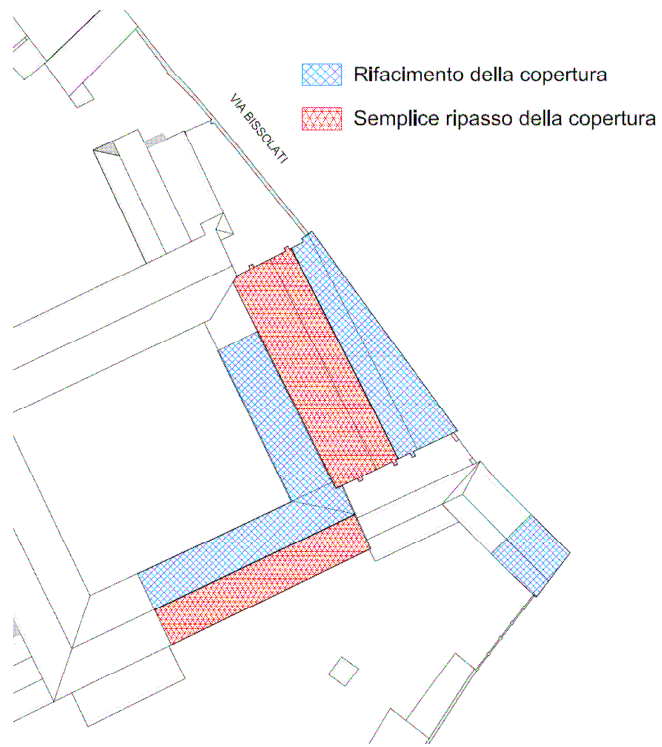 Rifacimento della copertura
Semplice ripasso della copertura
VIA BISSOLATI